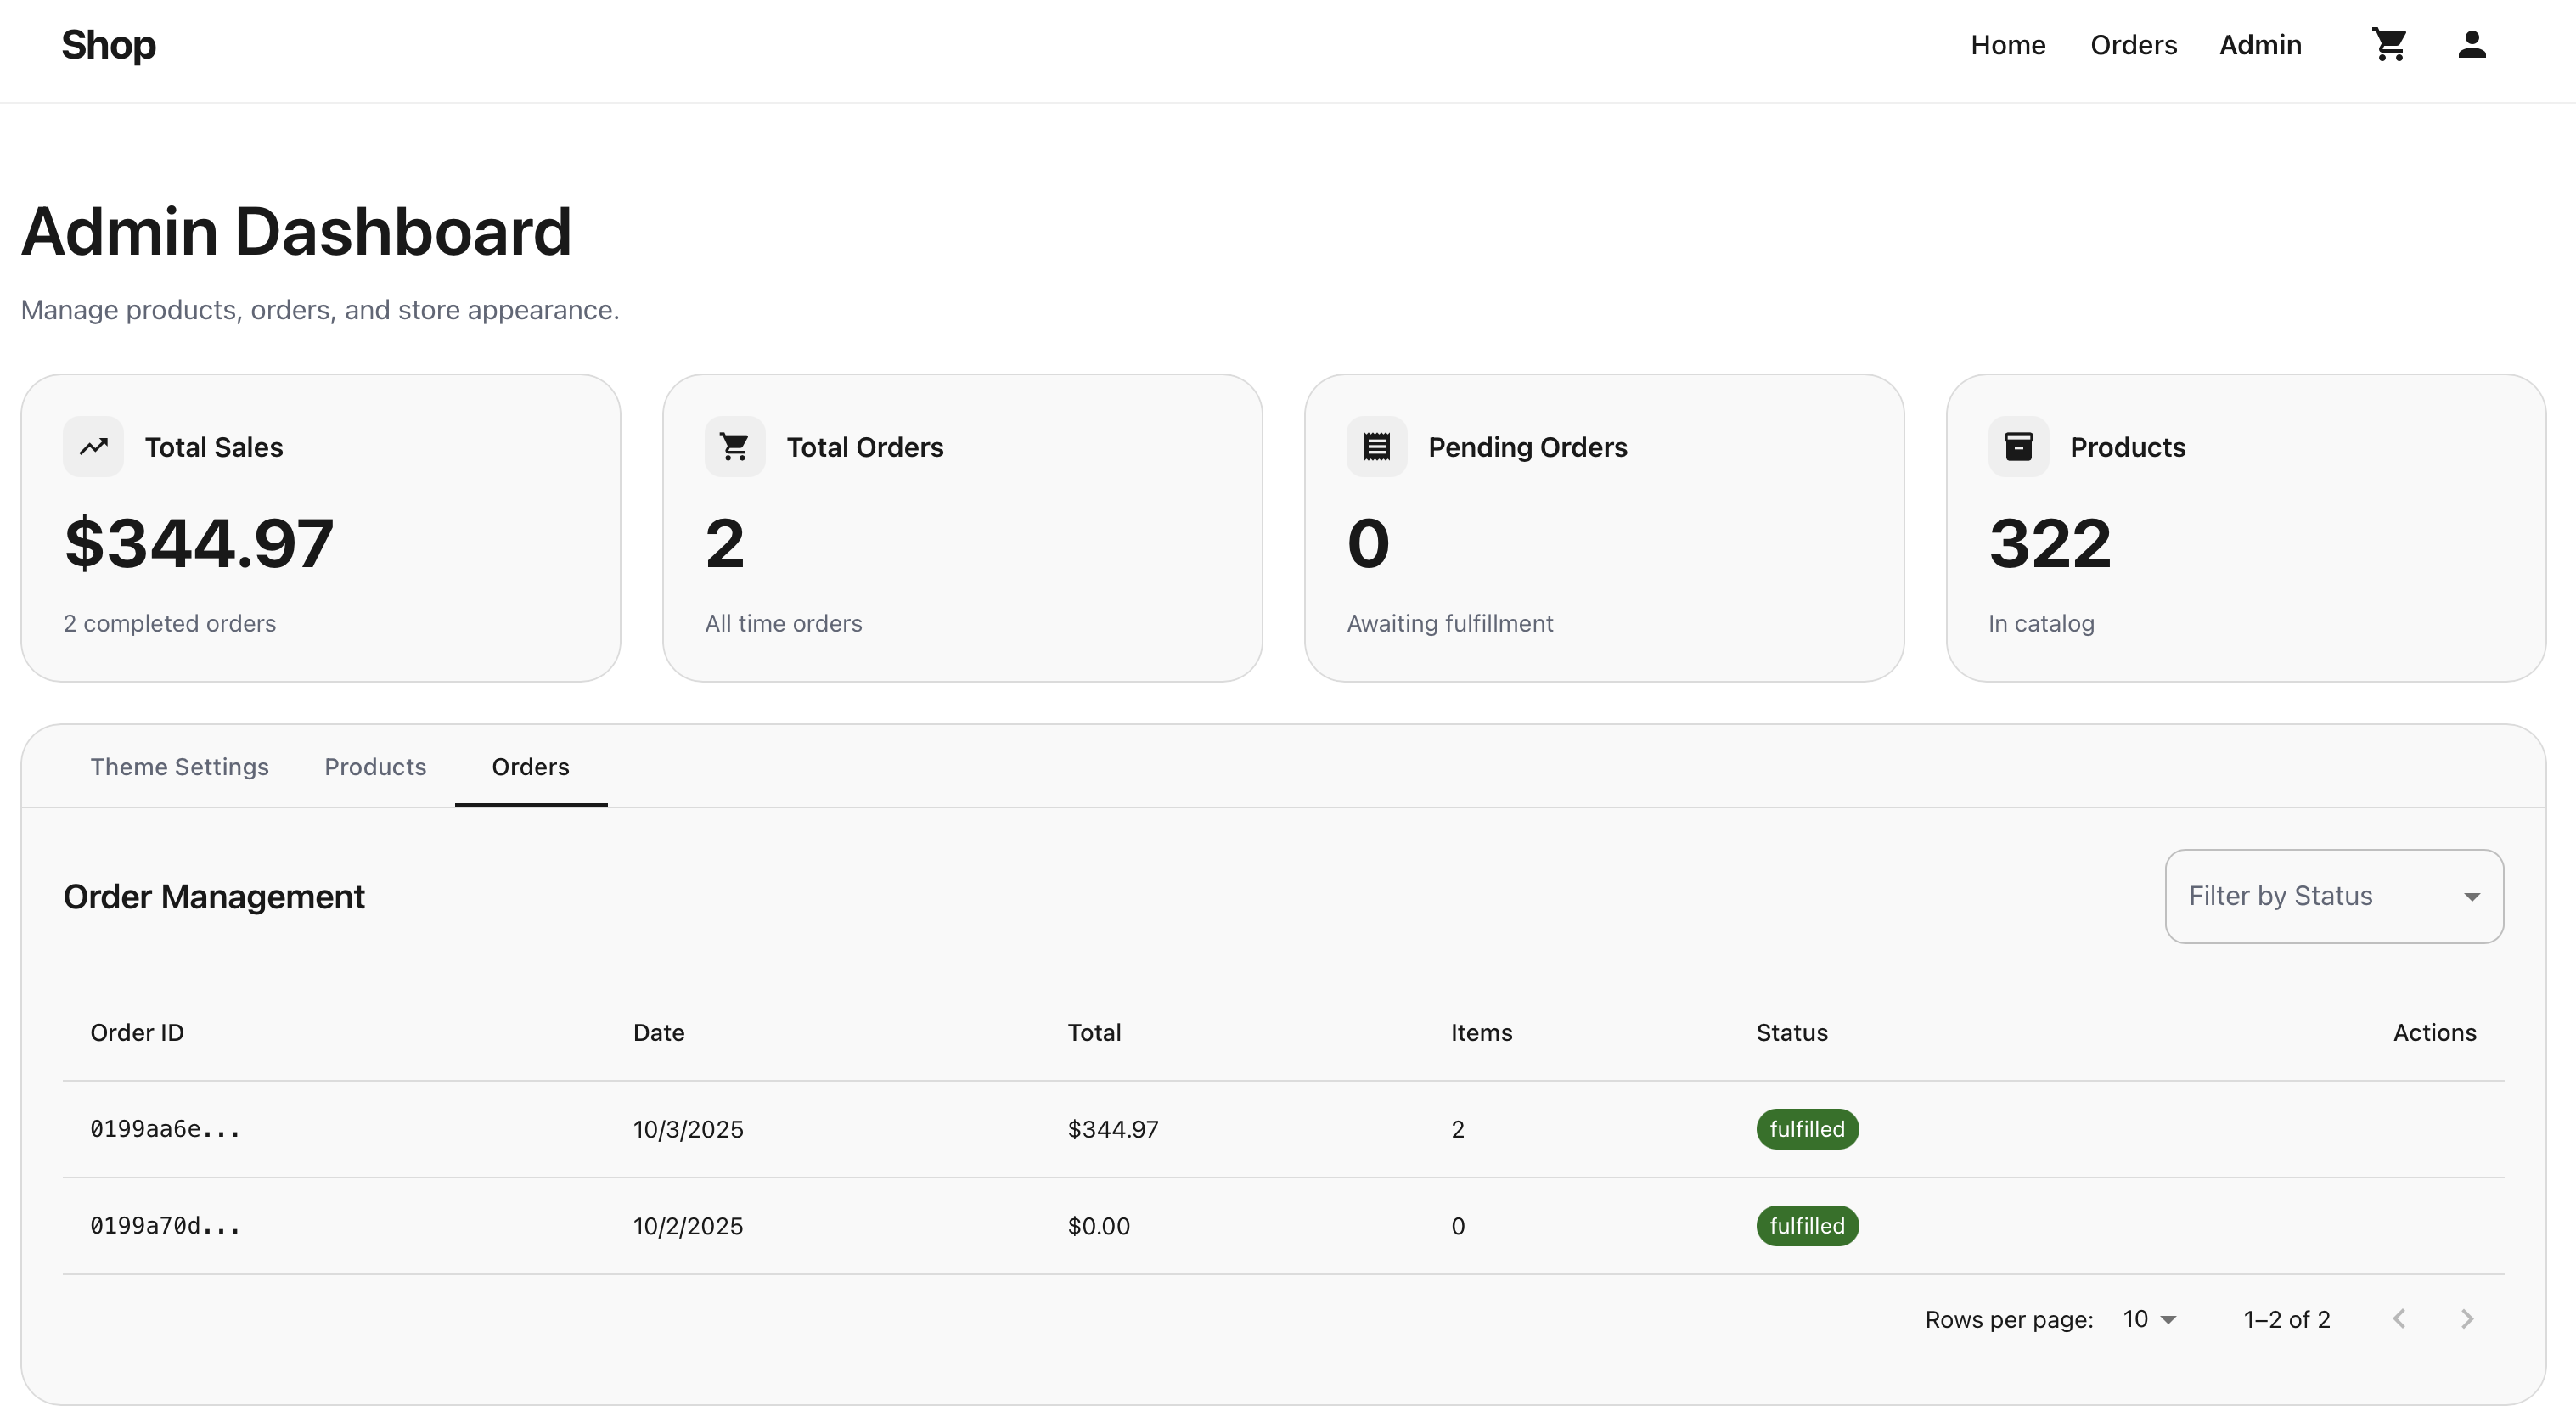 Shop
Home Orders Admin
Admin Dashboard
Manage products, orders, and store appearance.
Total Sales
$344.97
2 completed orders
Total Orders
2
All time orders
Pending Orders
0
Awaiting fulfillment
Products
322
In catalog
Theme Settings Products Orders
Order Management
Filter by Status
Order ID Date Total Items Status Actions
0199aa6e... 10/3/2025 $344.97 2 fulfilled
0199a70d... 10/2/2025 $0.00 0 fulfilled
Rows per page: 10 1–2 of 2